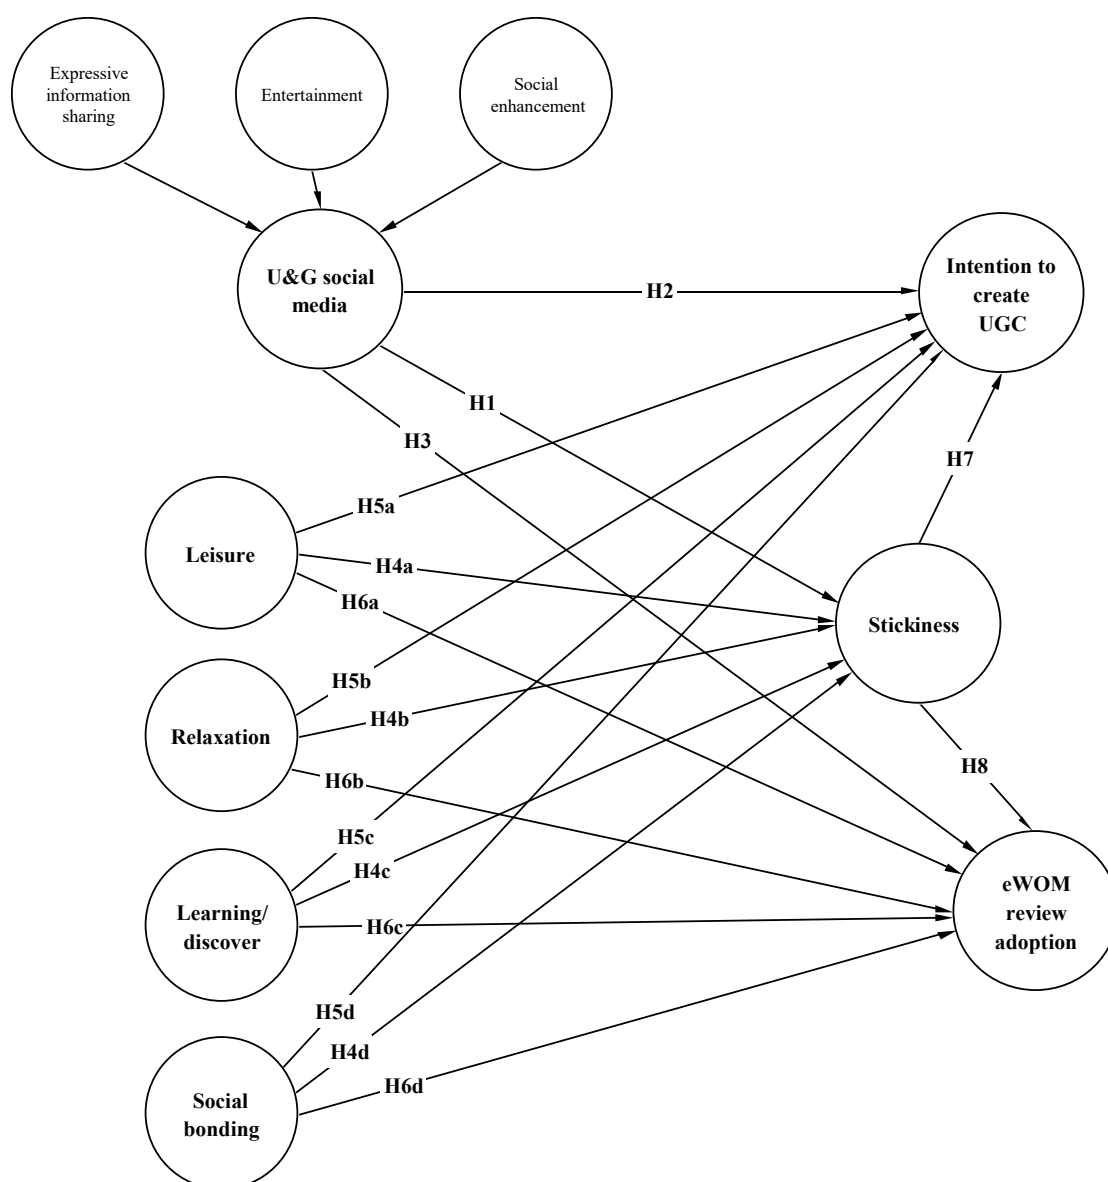 Expressive
information
sharing
Entertainment
Social
enhancement
U&G social
media
Intention to
create
UGC
H2
H1
H3
H7
H5a
Leisure
H4a
H6a
Stickiness
H5b
Relaxation
H4b
H6b
H8
H5c
H4c
Learning/
discover
H6c
eWOM
review
adoption
H5d
H4d
H6d
Social
bonding